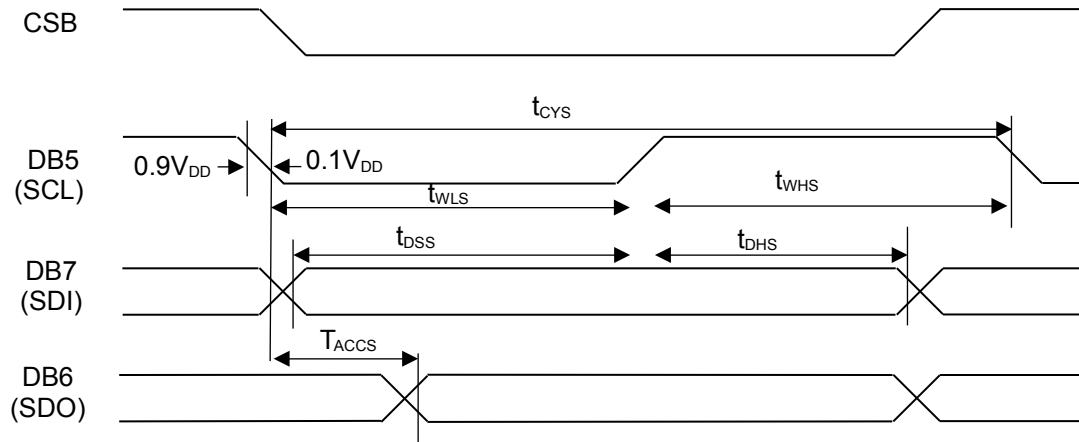 CSB
tCYS
DB5
(SCL)
0.9VDD
0.1VDD
tWLS
tWHS
tDSS
tDHS
DB7
(SDI)
TACCS
DB6
(SDO)